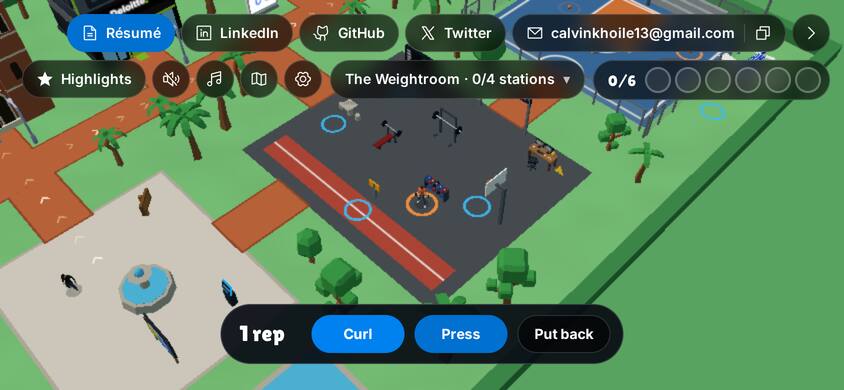 Deloitte
Résumé
LinkedIn
GitHub
Twitter
calvinkhoile13@gmail.com
Highlights
The Weightroom · 0/4 stations
0/6
1 rep
Curl
Press
Put back